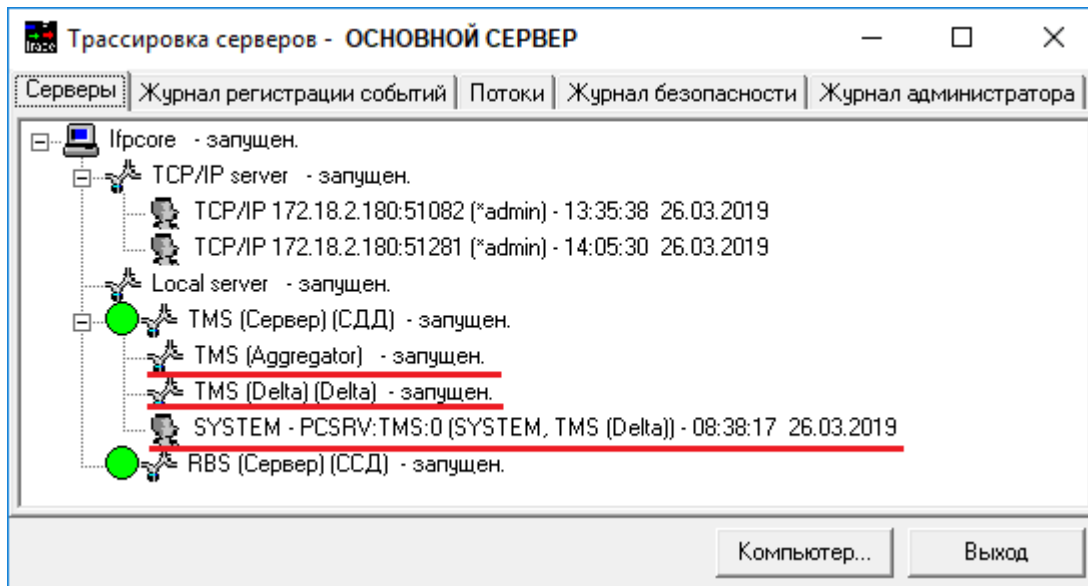 Трассировка серверов - ОСНОВНОЙ СЕРВЕР
Серверы Журнал регистрации событий Потоки Журнал безопасности Журнал администратора
Ifpcore - запущен.
TCP/IP server - запущен.
TCP/IP 172.18.2.180:51082 (*admin) - 13:35:38 26.03.2019
TCP/IP 172.18.2.180:51281 (*admin) - 14:05:30 26.03.2019
Local server - запущен.
TMS (Сервер) (СДД) - запущен.
TMS (Aggregator) - запущен.
TMS (Delta) (Delta) - запущен.
SYSTEM - PCSRV:TMS:0 (SYSTEM, TMS (Delta)) - 08:38:17 26.03.2019
RBS (Сервер) (ССД) - запущен.
Компьютер... Выход